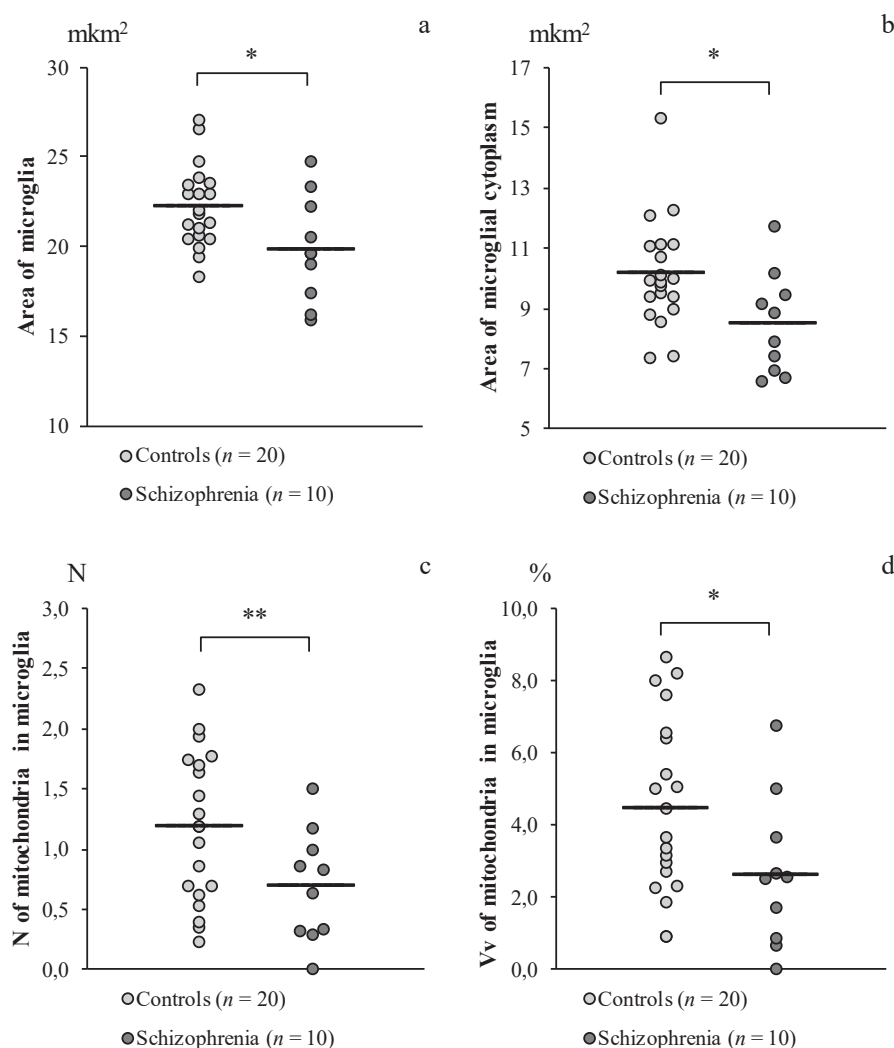 mkm²
a
*
30
25
20
15
10
Area of microglia
Controls (n = 20)
Schizophrenia (n = 10)
mkm²
b
*
17
15
13
11
9
7
5
Area of microglial cytoplasm
Controls (n = 20)
Schizophrenia (n = 10)
N
c
**
3,0
2,5
2,0
1,5
1,0
0,5
0,0
N of mitochondria in microglia
Controls (n = 20)
Schizophrenia (n = 10)
%
d
*
10,0
8,0
6,0
4,0
2,0
0,0
Vv of mitochondria in microglia
Controls (n = 20)
Schizophrenia (n = 10)